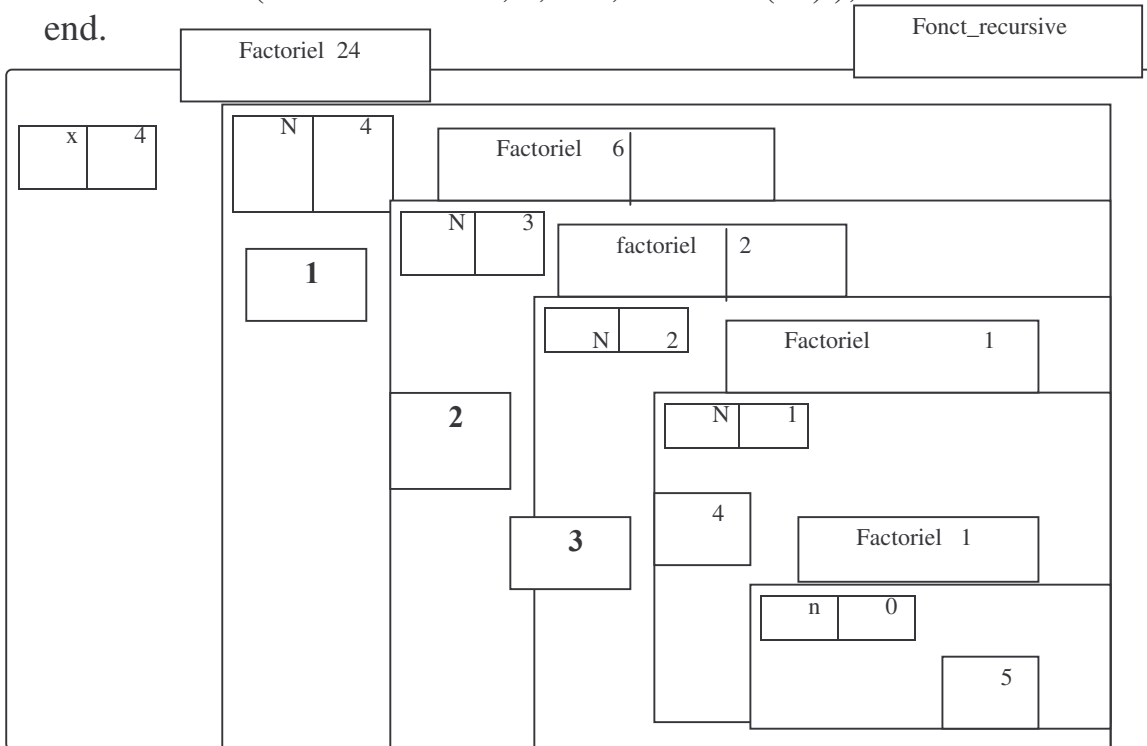 end.
Factoriel 24
Fonct_recursive
x 4
N 4
Factoriel 6
N 3
factoriel 2
1
N 2
Factoriel 1
2
N 1
4
3
Factoriel 1
n 0
5